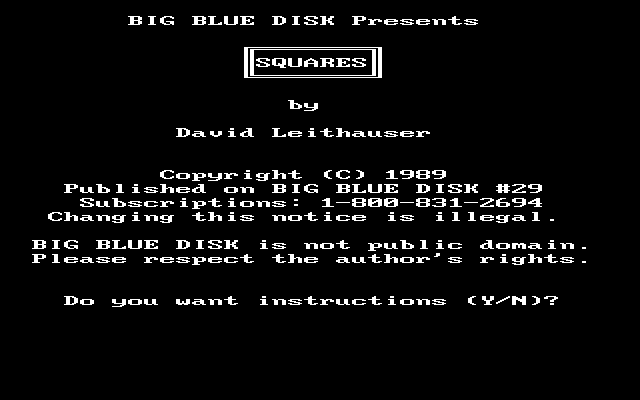 BIG BLUE DISK Presents
SQUARES
by
David Leithauser
Copyright (C) 1989
Published on BIG BLUE DISK #29
Subscriptions: 1-800-831-2694
Changing this notice is illegal.
BIG BLUE DISK is not public domain.
Please respect the author's rights.
Do you want instructions (Y/N)?